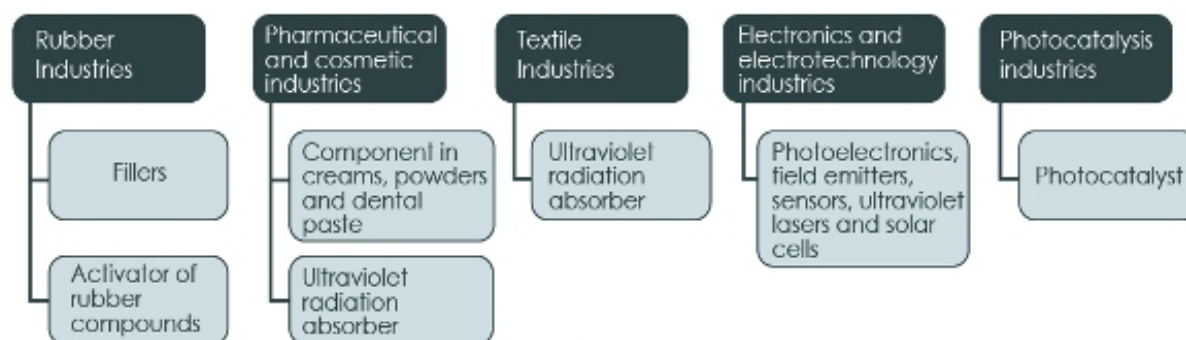 Rubber
Industries
Fillers
Activator of
rubber
compounds
Pharmaceutical
and cosmetic
industries
Component in
creams, powders
and dental
paste
Ultraviolet
radiation
absorber
Textile
Industries
Ultraviolet
radiation
absorber
Electronics and
electrotechnology
industries
Photoelectronics,
field emitters,
sensors, ultraviolet
lasers and solar
cells
Photocatalysis
industries
Photocatalyst